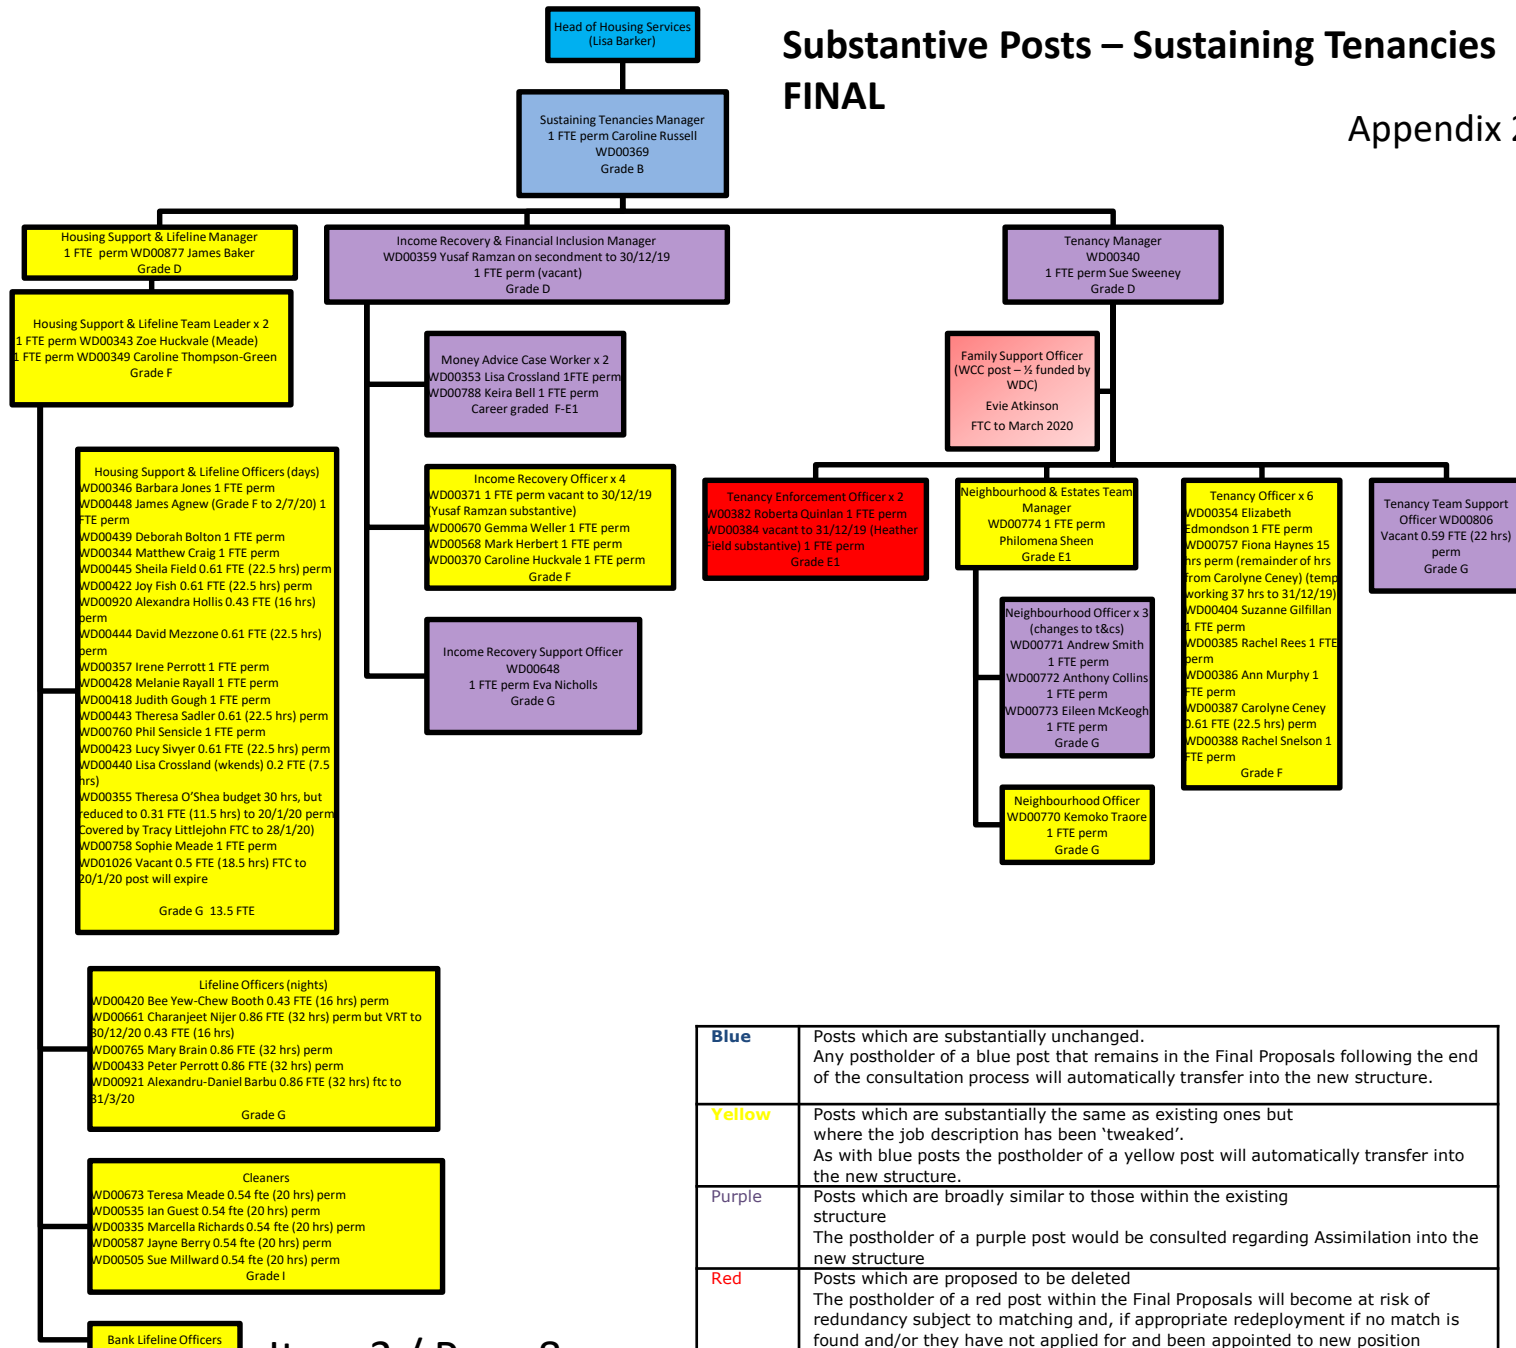 Head of Housing Services
(Lisa Barker)
Substantive Posts – Sustaining Tenancies
FINAL
Appendix 2
Sustaining Tenancies Manager
1 FTE perm Caroline Russell
WD00369
Grade B
Housing Support & Lifeline Manager
1 FTE perm WD00877 James Baker
Grade D
Income Recovery & Financial Inclusion Manager
WD00359 Yusaf Ramzan on secondment to 30/12/19
1 FTE perm (vacant)
Grade D
Tenancy Manager
WD00340
1 FTE perm Sue Sweeney
Grade D
Housing Support & Lifeline Team Leader x 2
1 FTE perm WD00343 Zoe Huckvale (Meade)
1 FTE perm WD00349 Caroline Thompson-Green
Grade F
Money Advice Case Worker x 2
WD00353 Lisa Crossland 1FTE perm
WD00788 Keira Bell 1 FTE perm
Career graded F-E1
Family Support Officer
(WCC post – ½ funded by
WDC)
Evie Atkinson
FTC to March 2020
Housing Support & Lifeline Officers (days)
WD00346 Barbara Jones 1 FTE perm
WD00448 James Agnew (Grade F to 2/7/20) 1
FTE perm
WD00439 Deborah Bolton 1 FTE perm
WD00344 Matthew Craig 1 FTE perm
WD00445 Sheila Field 0.61 FTE (22.5 hrs) perm
WD00422 Joy Fish 0.61 FTE (22.5 hrs) perm
WD00920 Alexandra Hollis 0.43 FTE (16 hrs)
perm
WD00444 David Mezzone 0.61 FTE (22.5 hrs)
perm
WD00357 Irene Perrott 1 FTE perm
WD00428 Melanie Rayall 1 FTE perm
WD00418 Judith Gough 1 FTE perm
WD00443 Theresa Sadler 0.61 (22.5 hrs) perm
WD00760 Phil Sensicle 1 FTE perm
WD00423 Lucy Sivyer 0.61 FTE (22.5 hrs) perm
WD00440 Lisa Crossland (wkends) 0.2 FTE (7.5
hrs)
WD00355 Theresa O’Shea budget 30 hrs, but
reduced to 0.31 FTE (11.5 hrs) to 20/1/20 perm
Covered by Tracy Littlejohn FTC to 28/1/20)
WD00758 Sophie Meade 1 FTE perm
WD01026 Vacant 0.5 FTE (18.5 hrs) FTC to
20/1/20 post will expire
Grade G 13.5 FTE
Income Recovery Officer x 4
WD00371 1 FTE perm vacant to 30/12/19
(Yusaf Ramzan substantive)
WD00670 Gemma Weller 1 FTE perm
WD00568 Mark Herbert 1 FTE perm
WD00370 Caroline Huckvale 1 FTE perm
Grade F
Income Recovery Support Officer
WD00648
1 FTE perm Eva Nicholls
Grade G
Tenancy Enforcement Officer x 2
W00382 Roberta Quinlan 1 FTE perm
WD00384 vacant to 31/12/19 (Heather
Field substantive) 1 FTE perm
Grade E1
Neighbourhood & Estates Team
Manager
WD00774 1 FTE perm
Philomena Sheen
Grade E1
Neighbourhood Officer x 3
(changes to t&cs)
WD00771 Andrew Smith
1 FTE perm
WD00772 Anthony Collins
1 FTE perm
WD00773 Eileen McKeogh
1 FTE perm
Grade G
Neighbourhood Officer
WD00770 Kemoko Traore
1 FTE perm
Grade G
Tenancy Officer x 6
WD00354 Elizabeth
Edmondson 1 FTE perm
WD00757 Fiona Haynes 15
hrs perm (remainder of hrs
from Carolyne Ceney) (temp
working 37 hrs to 31/12/19)
WD00404 Suzanne Gilfillan
1 FTE perm
WD00385 Rachel Rees 1 FTE
perm
WD00386 Ann Murphy 1
FTE perm
WD00387 Carolyne Ceney
0.61 FTE (22.5 hrs) perm
WD00388 Rachel Snelson 1
FTE perm
Grade F
Tenancy Team Support
Officer WD00806
Vacant 0.59 FTE (22 hrs)
perm
Grade G
Lifeline Officers (nights)
WD00420 Bee Yew-Chew Booth 0.43 FTE (16 hrs) perm
WD00661 Charanjeet Nijer 0.86 FTE (32 hrs) perm but VRT to
30/12/20 0.43 FTE (16 hrs)
WD00765 Mary Brain 0.86 FTE (32 hrs) perm
WD00433 Peter Perrott 0.86 FTE (32 hrs) perm
WD00921 Alexandru-Daniel Barbu 0.86 FTE (32 hrs) ftc to
31/3/20
Grade G
Cleaners
WD00673 Teresa Meade 0.54 fte (20 hrs) perm
WD00535 Ian Guest 0.54 fte (20 hrs) perm
WD00335 Marcella Richards 0.54 fte (20 hrs) perm
WD00587 Jayne Berry 0.54 fte (20 hrs) perm
WD00505 Sue Millward 0.54 fte (20 hrs) perm
Grade I
Bank Lifeline Officers
Blue Posts which are substantially unchanged.
Any postholder of a blue post that remains in the Final Proposals following the end
of the consultation process will automatically transfer into the new structure.
Yellow Posts which are substantially the same as existing ones but
where the job description has been ‘tweaked’.
As with blue posts the postholder of a yellow post will automatically transfer into
the new structure.
Purple Posts which are broadly similar to those within the existing
structure
The postholder of a purple post would be consulted regarding Assimilation into the
new structure
Red Posts which are proposed to be deleted
The postholder of a red post within the Final Proposals will become at risk of
redundancy subject to matching and, if appropriate redeployment if no match is
found and/or they have not applied for and been appointed to new position